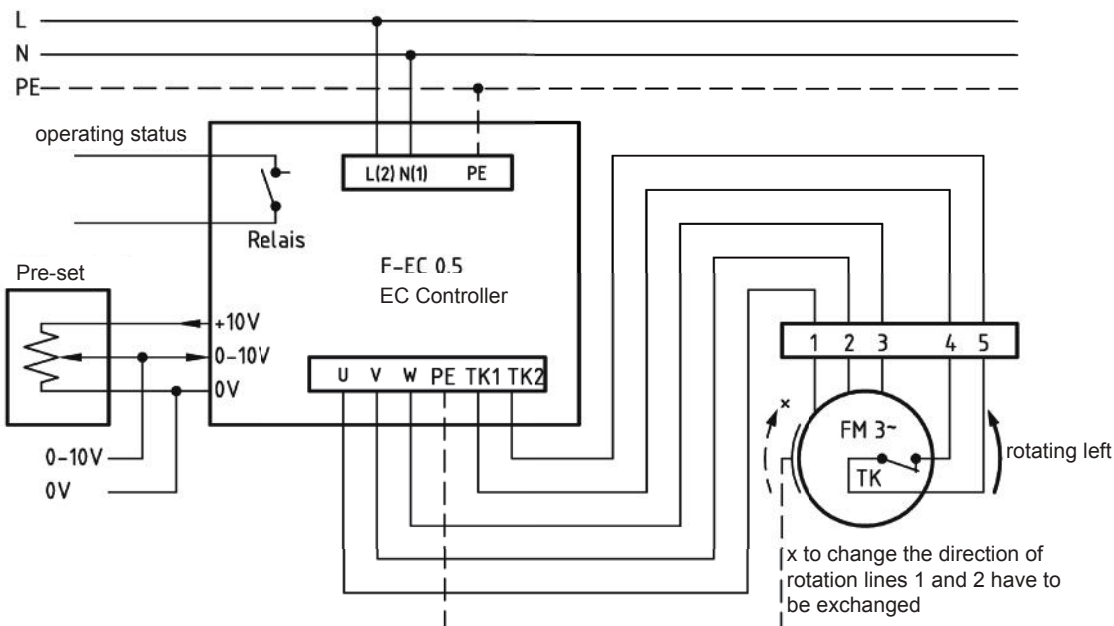 L
N
PE
operating status
L(2) N(1) PE
Relais
F-EC 0.5
EC Controller
Pre-set
+10V
0-10V
0V
U V W PE TK1 TK2
0-10V
0V
1 2 3 4 5
x
FM 3~
TK
rotating left
x to change the direction of
rotation lines 1 and 2 have to
be exchanged